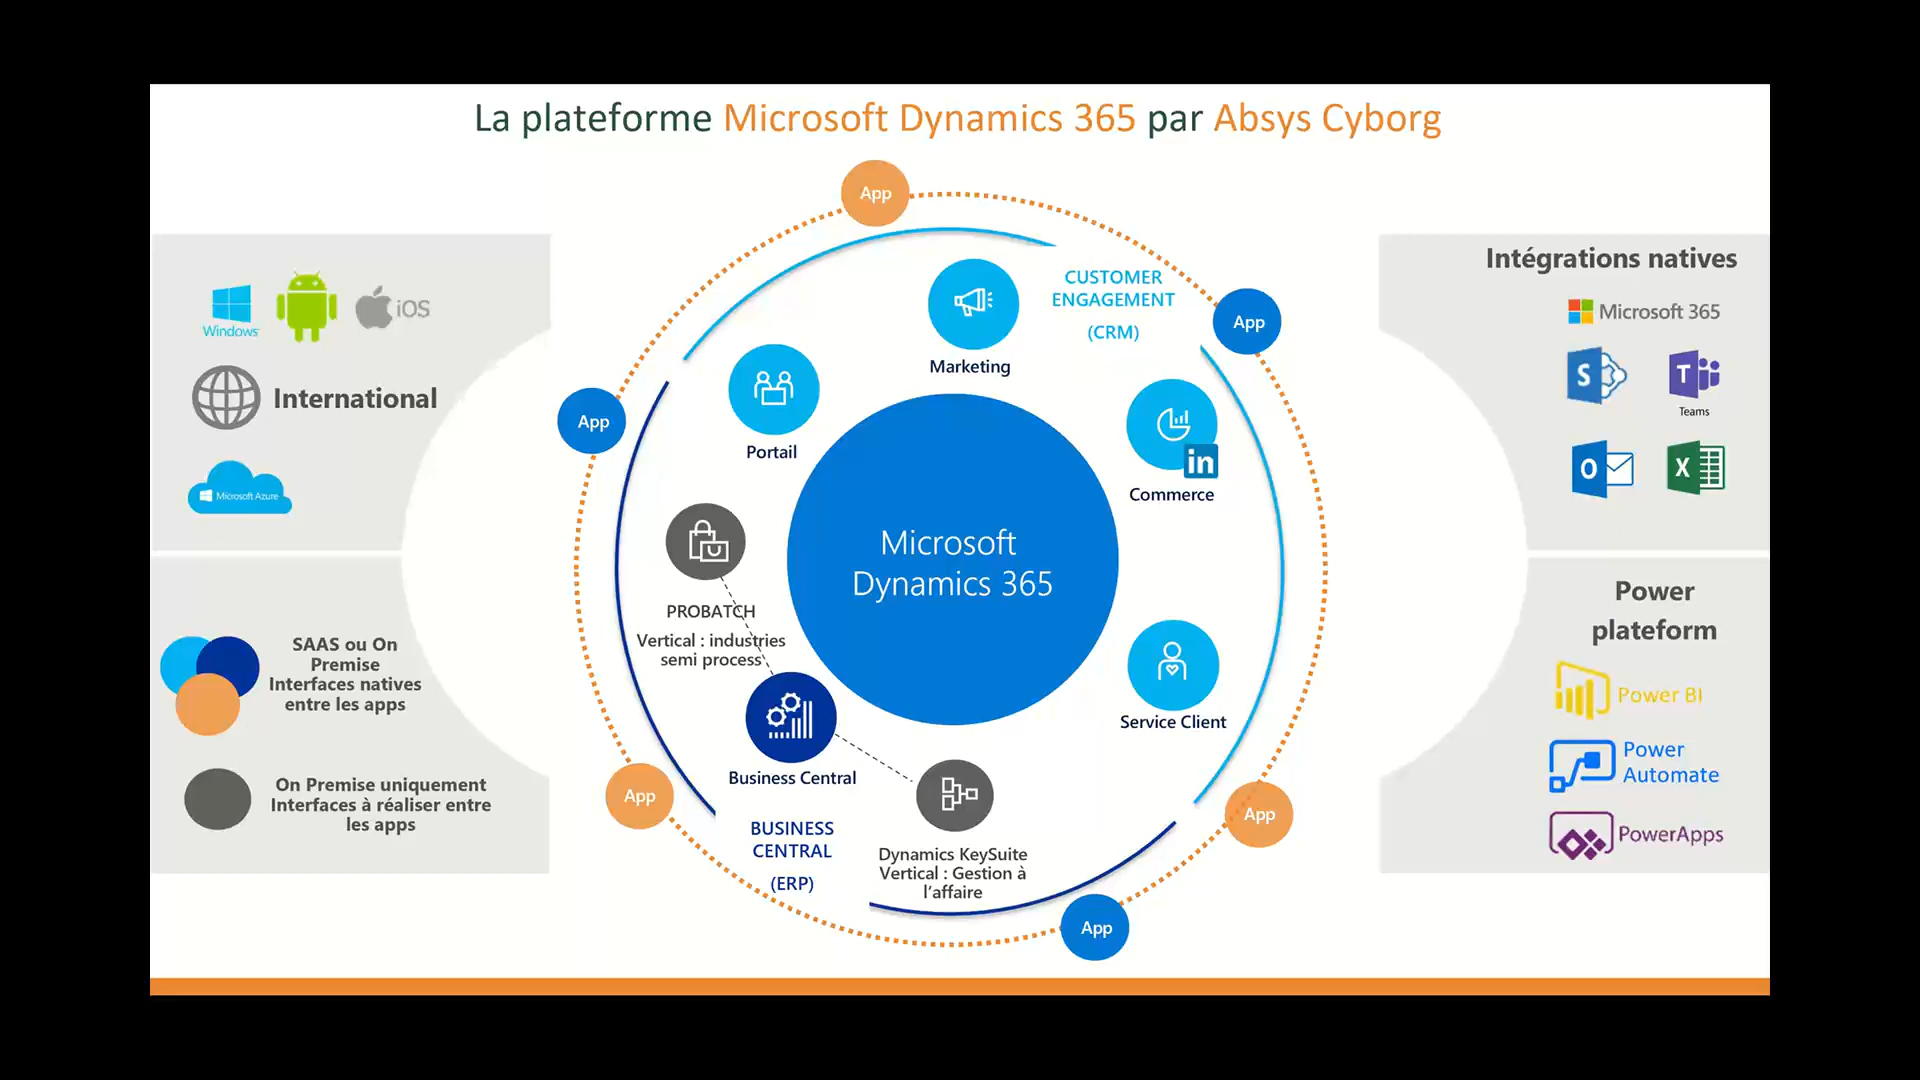 La plateforme Microsoft Dynamics 365 par Absys Cyborg
Windows
iOS
International
Microsoft Azure
SAAS ou On
Premise
Interfaces natives
entre les apps
On Premise uniquement
Interfaces à réaliser entre
les apps
App
App
App
App
App
App
CUSTOMER
ENGAGEMENT
(CRM)
Marketing
Portail
in
Commerce
Microsoft
Dynamics 365
PROBATCH
Vertical : industries
semi process
Service Client
Business Central
BUSINESS
CENTRAL
(ERP)
Dynamics KeySuite
Vertical : Gestion à
l'affaire
Intégrations natives
Microsoft 365
S
T
Teams
O
X
Power
plateform
Power BI
Power
Automate
PowerApps